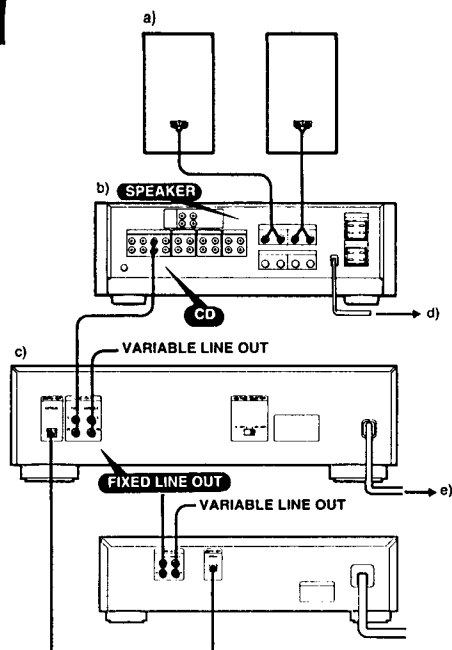 a)
b) SPEAKER
CD
d)
c)
VARIABLE LINE OUT
FIXED LINE OUT
e)
VARIABLE LINE OUT